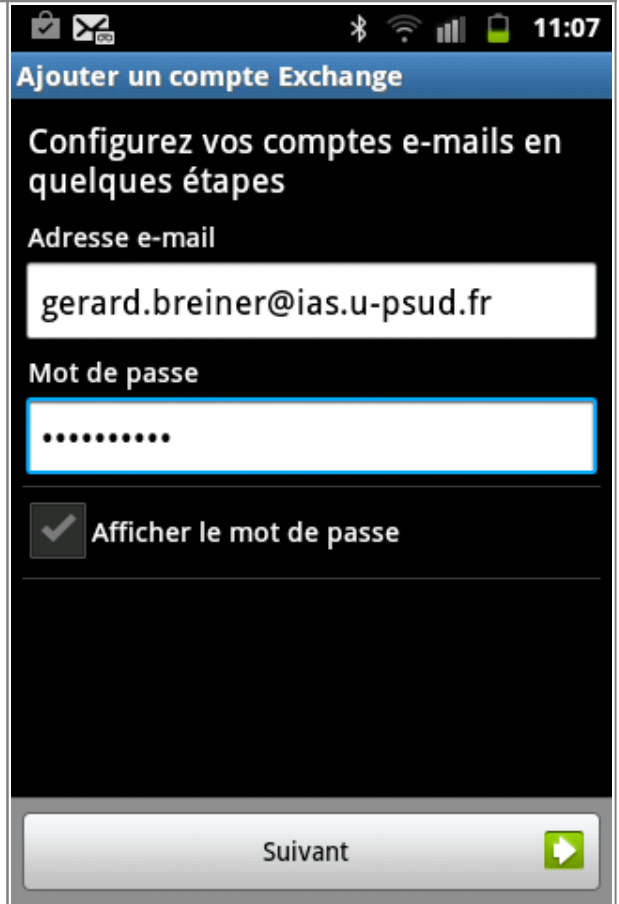 11:07
Ajouter un compte Exchange
Configurez vos comptes e-mails en
quelques étapes
Adresse e-mail
gerard.breiner@ias.u-psud.fr
Mot de passe
••••••••••
Afficher le mot de passe
Suivant